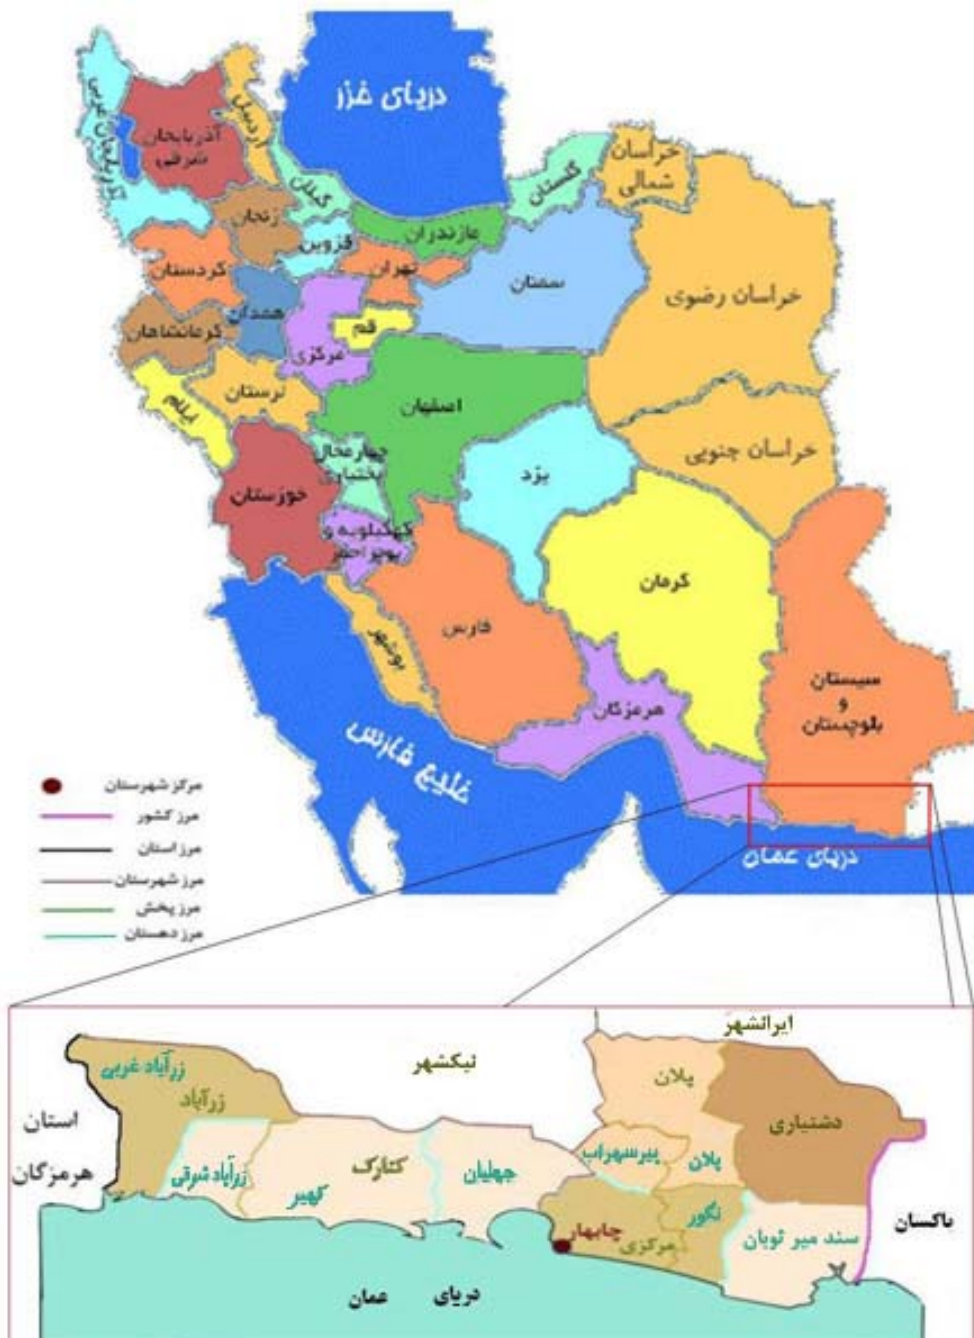 دریای خزر
آذربایجان غربی
آذربایجان
شرقی
اردبیل
گیلان
زنجان
قزوین
مازندران
گلستان
خراسان
شمالی
کردستان
همدان
تهران
سمنان
خراسان رضوی
کرمانشاهان
مرکزی
قم
ایلام
لرستان
اصفهان
خراسان جنوبی
خوزستان
چهارمحال
بختیاری
یزد
کهکیلویه و
بویراحمد
کرمان
فارس
بوشهر
سیستان
و
بلوچستان
هرمزگان
خلیج فارس
دریای عمان
مرکز شهرستان
مرز کشور
مرز استان
مرز شهرستان
مرز بخش
مرز دهستان
ایرانشهر
نیکشهر
زرآباد غربی
زرآباد
پلان
دشتیاری
استان
هرمزگان
زرآباد شرقی
کنارک
کهیر
جهلیان
پیرسهراب
پلان
نگور
چابهار
مرکزی
سند میر ثوبان
پاکستان
دریای عمان